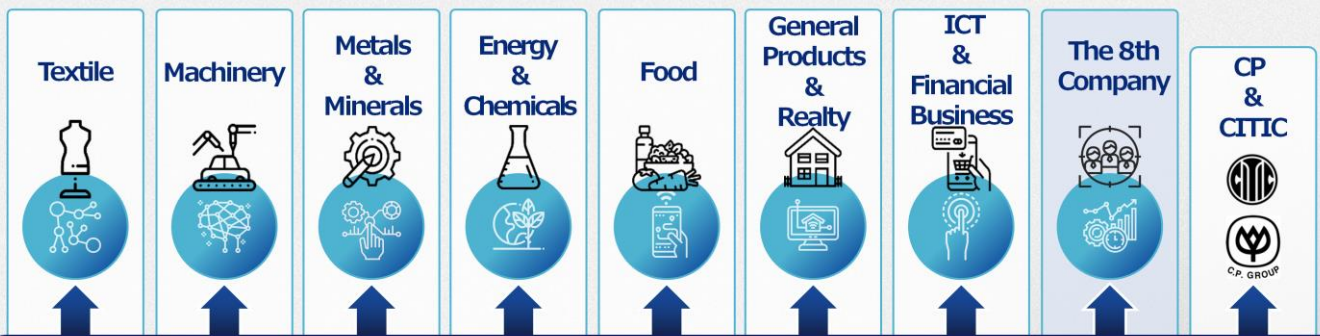 Textile
Machinery
Metals
&
Minerals
Energy
&
Chemicals
Food
General
Products
&
Realty
ICT
&
Financial
Business
The 8th
Company
CP
&
CITIC
CITIC
C.P. GROUP